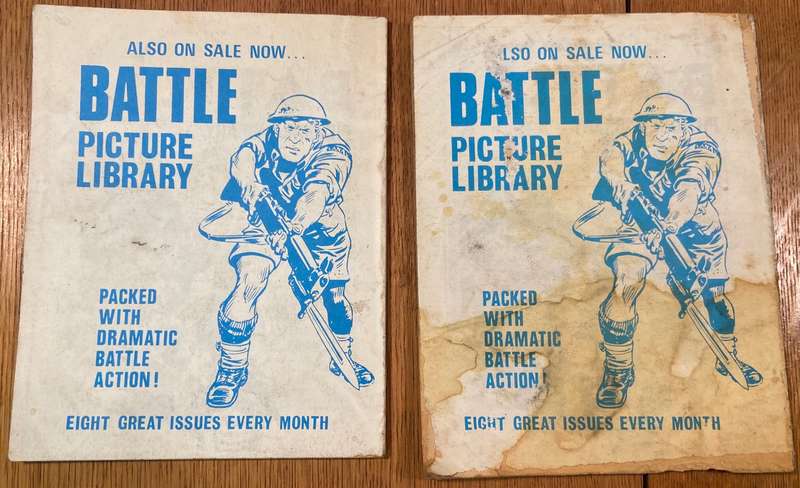 ALSO ON SALE NOW...
BATTLE
PICTURE
LIBRARY
PACKED
WITH
DRAMATIC
BATTLE
ACTION!
EIGHT GREAT ISSUES EVERY MONTH
LSO ON SALE NOW...
BATTLE
PICTURE
LIBRARY
PACKED
WITH
DRAMATIC
BATTLE
ACTION!
EIGHT GREAT ISSUES EVERY MONTH